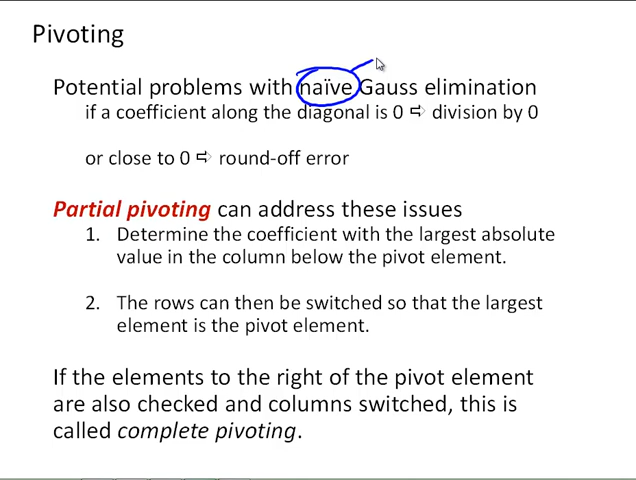 Pivoting
Potential problems with naïve Gauss elimination
if a coefficient along the diagonal is 0 ⇨ division by 0
or close to 0 ⇨ round-off error
Partial pivoting can address these issues
1. Determine the coefficient with the largest absolute
value in the column below the pivot element.
2. The rows can then be switched so that the largest
element is the pivot element.
If the elements to the right of the pivot element
are also checked and columns switched, this is
called complete pivoting.